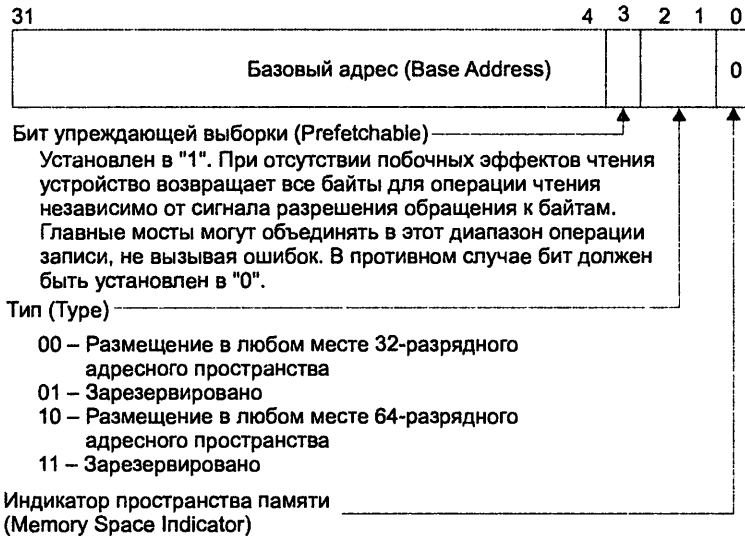 31 4 3 2 1 0
Базовый адрес (Base Address) 0
Бит упреждающей выборки (Prefetchable)
Установлен в "1". При отсутствии побочных эффектов чтения
устройство возвращает все байты для операции чтения
независимо от сигнала разрешения обращения к байтам.
Главные мосты могут объединять в этот диапазон операции
записи, не вызывая ошибок. В противном случае бит должен
быть установлен в "0".
Тип (Type)
00 – Размещение в любом месте 32-разрядного
адресного пространства
01 – Зарезервировано
10 – Размещение в любом месте 64-разрядного
адресного пространства
11 – Зарезервировано
Индикатор пространства памяти
(Memory Space Indicator)